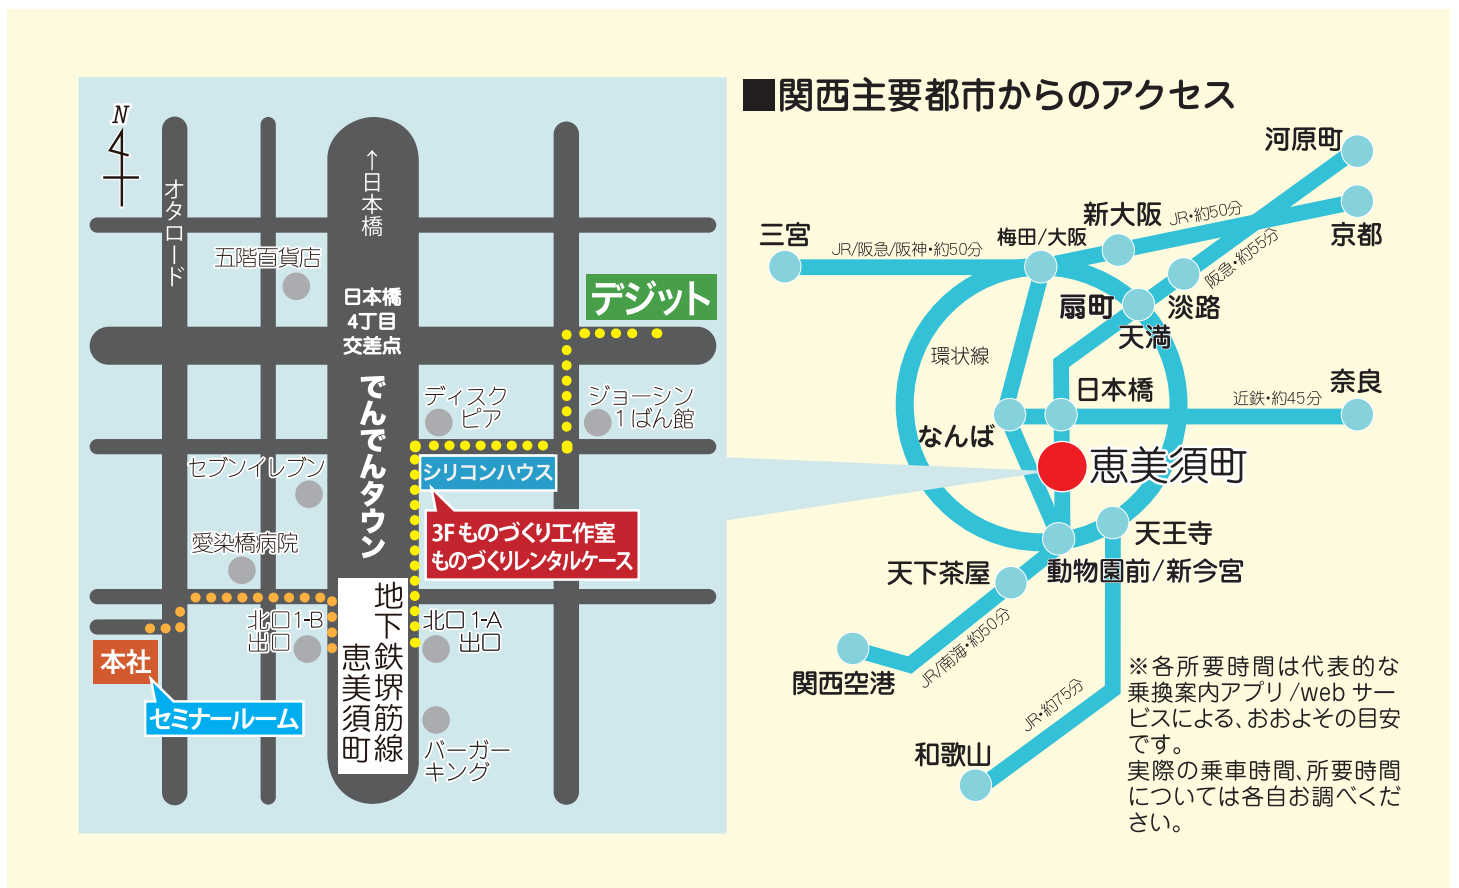 N
オタロード
↑日本橋
五階百貨店
日本橋
4丁目
交差点
デジット
でんでんタウン
ディスク
ピア
ジョーシン
1ばん館
セブンイレブン
シリコンハウス
3Fものづくり工作室
ものづくりレンタルケース
愛染橋病院
北口1-B
出口
地下鉄堺筋線
恵美須町
北口1-A
出口
本社
セミナールーム
バーガー
キング
■関西主要都市からのアクセス
河原町
京都
新大阪
JR・約50分
三宮
JR/阪急/阪神・約50分
梅田/大阪
阪急・約55分
扇町
淡路
天満
環状線
日本橋
近鉄・約45分
奈良
なんば
恵美須町
天王寺
動物園前/新今宮
天下茶屋
JR/南海・約50分
関西空港
JR・約75分
和歌山
※各所要時間は代表的な
乗換案内アプリ/webサー
ビスによる、おおよその目安
です。
実際の乗車時間、所要時間
については各自お調べくだ
さい。